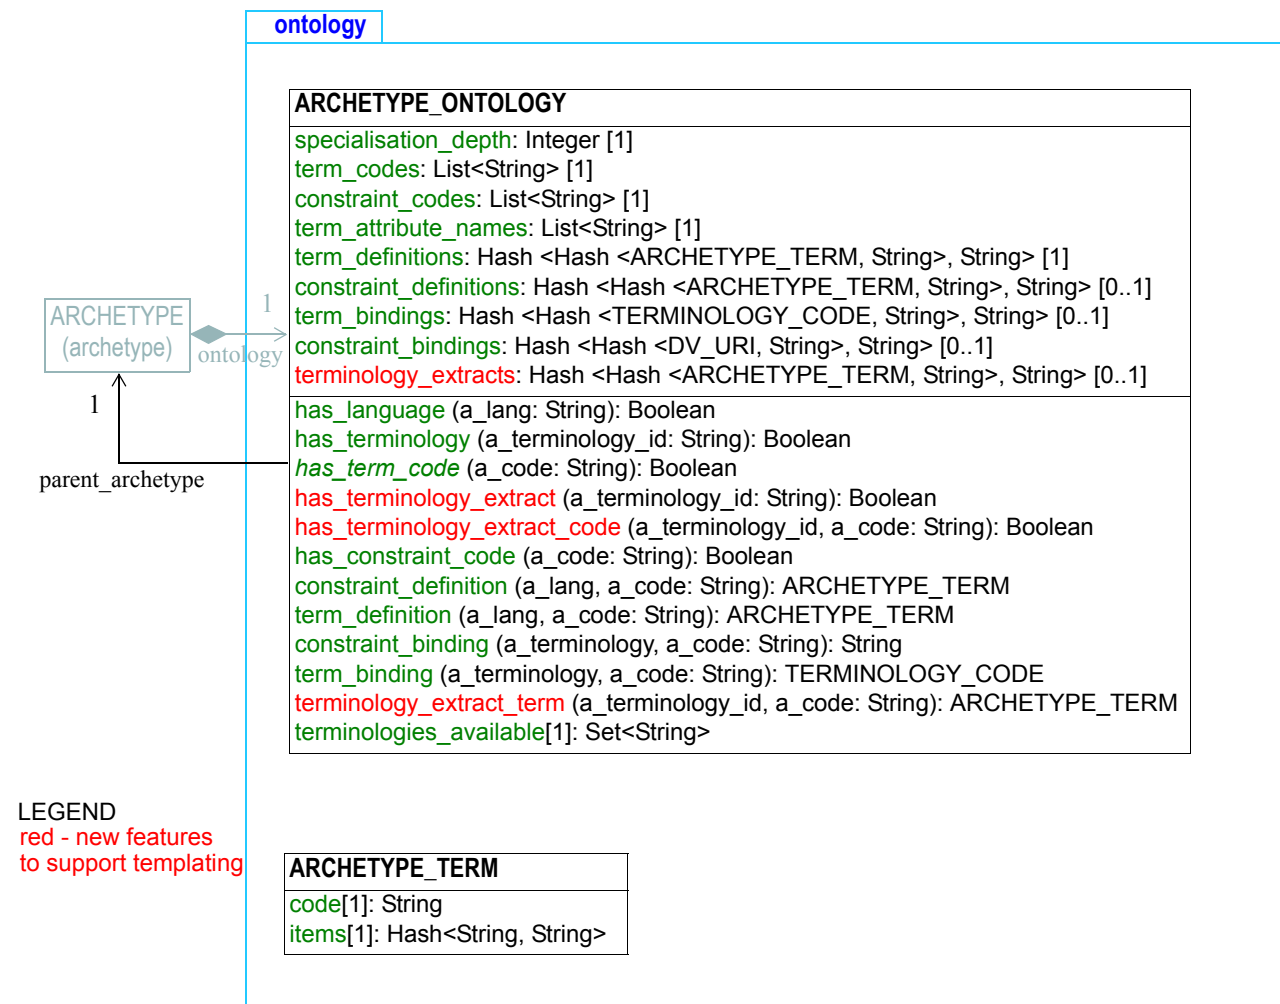 ontology
ARCHETYPE_ONTOLOGY
specialisation_depth: Integer [1]
term_codes: List<String> [1]
constraint_codes: List<String> [1]
term_attribute_names: List<String> [1]
term_definitions: Hash <Hash <ARCHETYPE_TERM, String>, String> [1]
constraint_definitions: Hash <Hash <ARCHETYPE_TERM, String>, String> [0..1]
term_bindings: Hash <Hash <TERMINOLOGY_CODE, String>, String> [0..1]
constraint_bindings: Hash <Hash <DV_URI, String>, String> [0..1]
terminology_extracts: Hash <Hash <ARCHETYPE_TERM, String>, String> [0..1]
has_language (a_lang: String): Boolean
has_terminology (a_terminology_id: String): Boolean
has_term_code (a_code: String): Boolean
has_terminology_extract (a_terminology_id: String): Boolean
has_terminology_extract_code (a_terminology_id, a_code: String): Boolean
has_constraint_code (a_code: String): Boolean
constraint_definition (a_lang, a_code: String): ARCHETYPE_TERM
term_definition (a_lang, a_code: String): ARCHETYPE_TERM
constraint_binding (a_terminology, a_code: String): String
term_binding (a_terminology, a_code: String): TERMINOLOGY_CODE
terminology_extract_term (a_terminology_id, a_code: String): ARCHETYPE_TERM
terminologies_available[1]: Set<String>
ARCHETYPE
(archetype)
1
ontology
1
parent_archetype
LEGEND
red - new features
to support templating
ARCHETYPE_TERM
code[1]: String
items[1]: Hash<String, String>